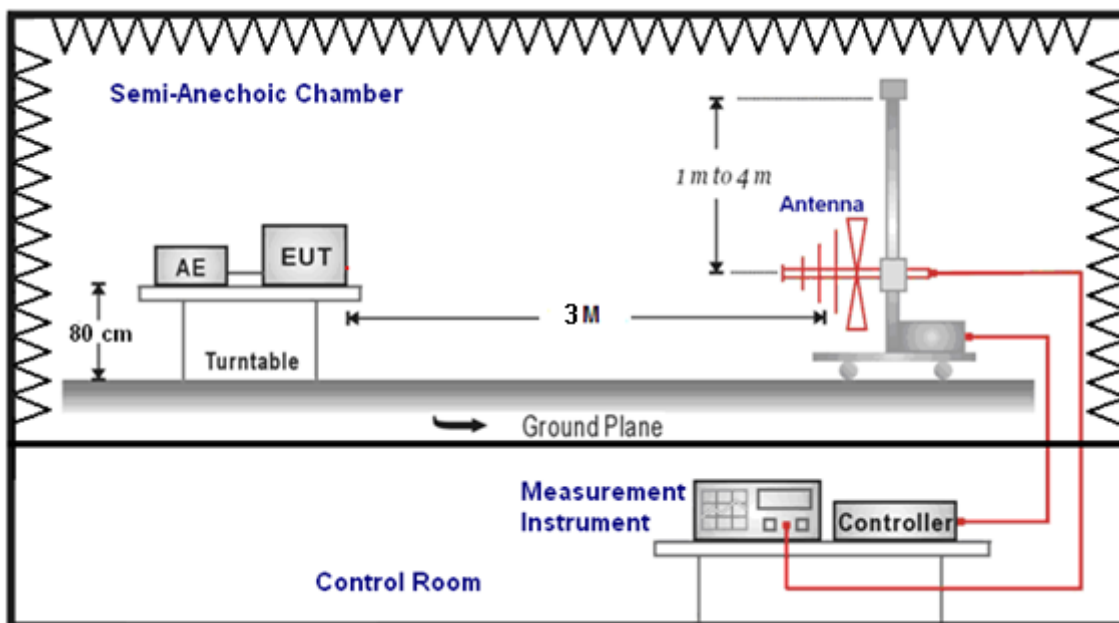 Semi-Anechoic Chamber
1 m to 4 m
Antenna
AE
EUT
3 M
80 cm
Turntable
Ground Plane
Measurement
Instrument
Controller
Control Room